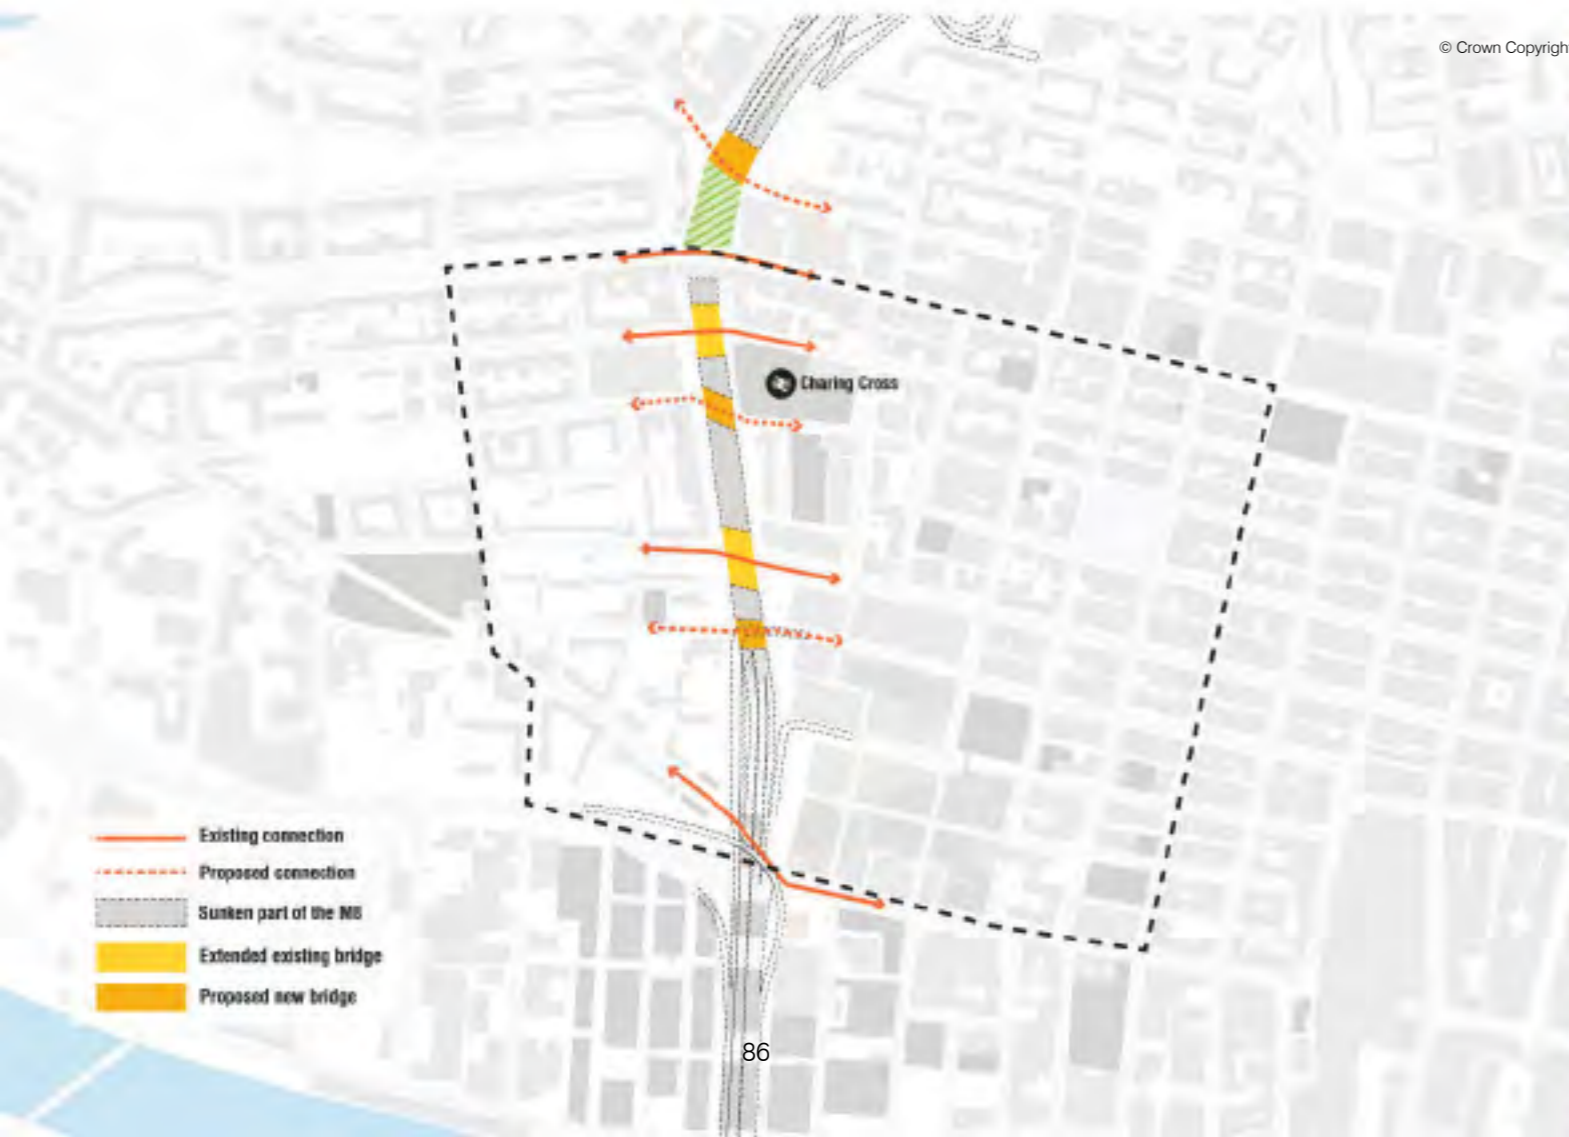 © Crown Copyrigh
Charing Cross
Existing connection
Proposed connection
Sunken part of the M8
Extended existing bridge
Proposed new bridge
86